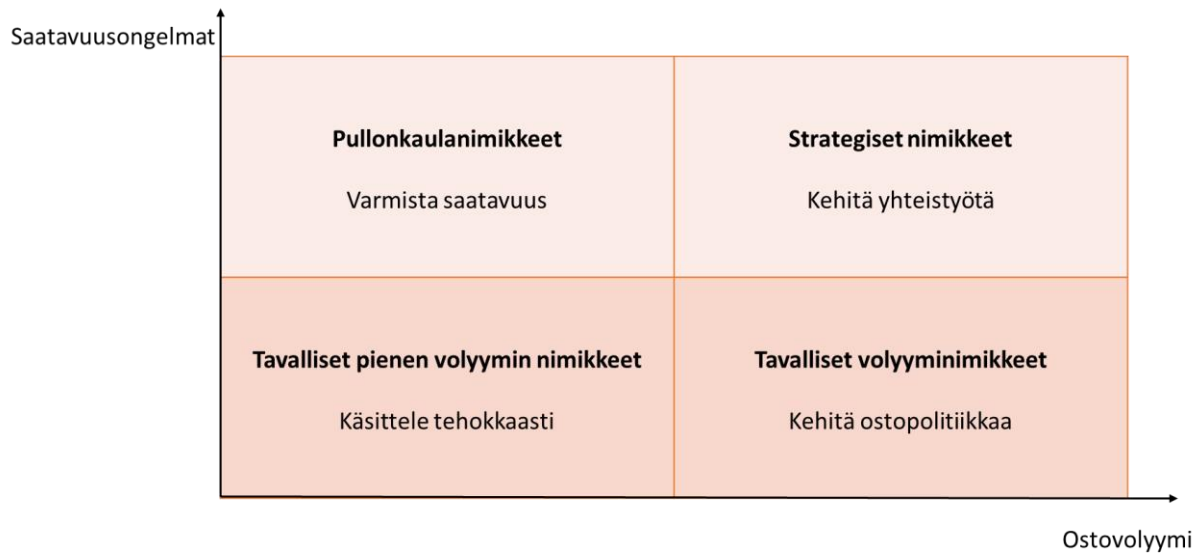 Saatavuusongelmat
Pullonkaulanimikkeet
Varmista saatavuus
Strategiset nimikkeet
Kehitä yhteistyötä
Tavalliset pienen volyymin nimikkeet
Käsittele tehokkaasti
Tavalliset volyyminimikkeet
Kehitä ostopolitiikkaa
Ostovolyymi